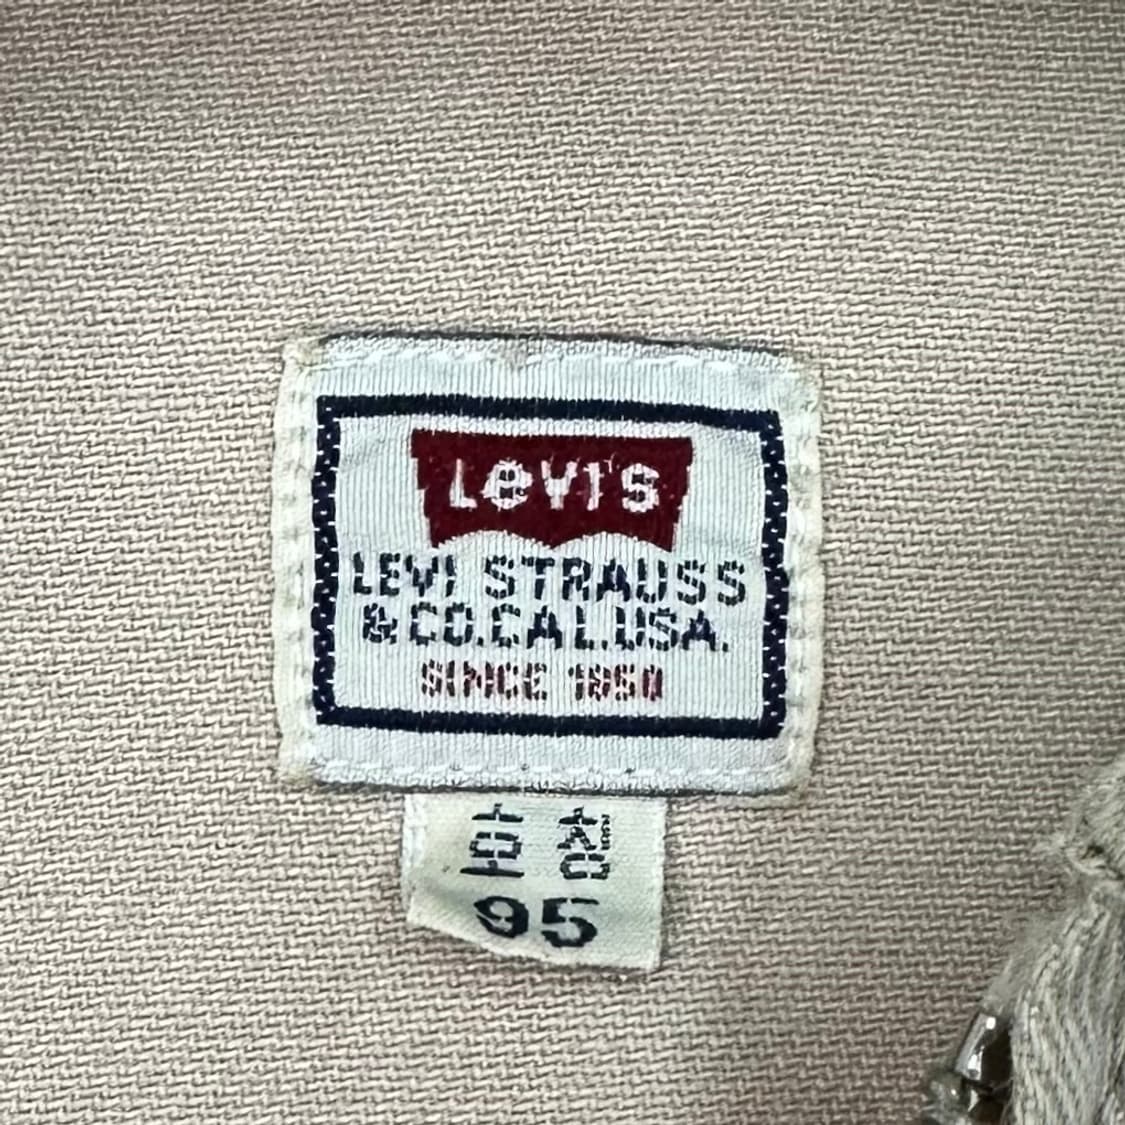 Levi's
LEVI STRAUSS
& CO.CAL.USA.
SINCE 1850
호칭
95